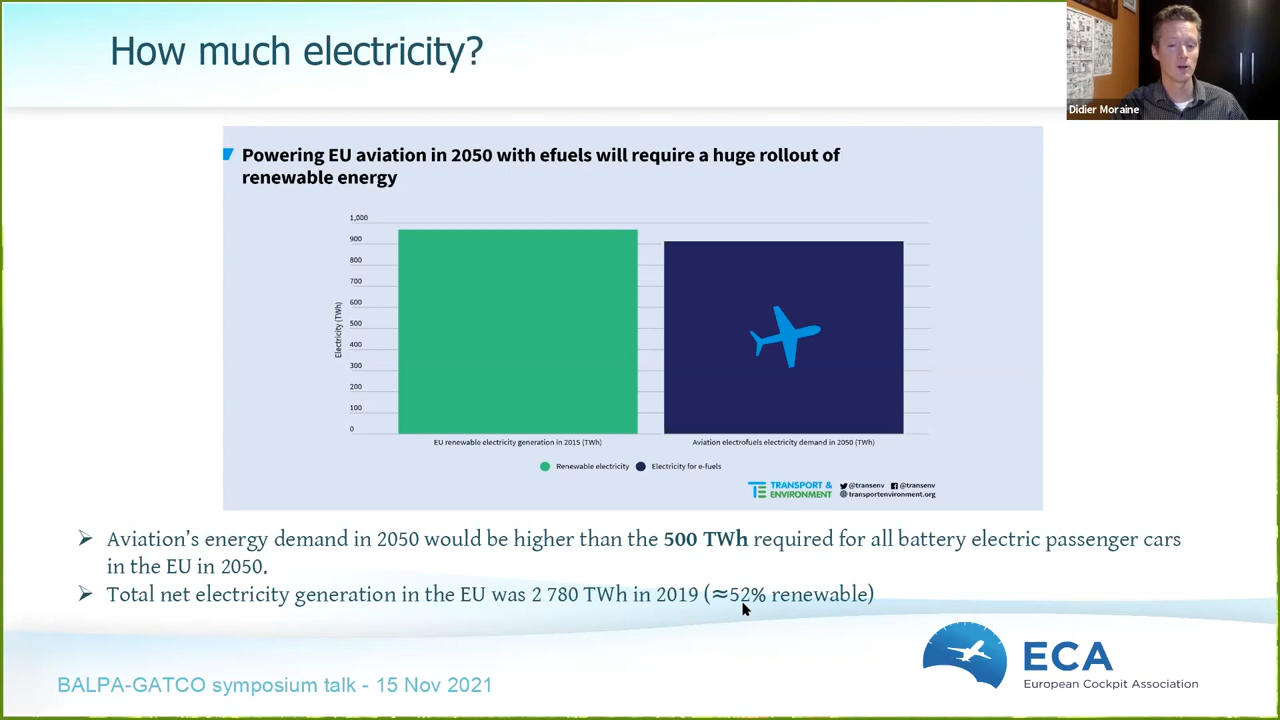 How much electricity?
Didier Moraine
Powering EU aviation in 2050 with efuels will require a huge rollout of
renewable energy
Electricity (TWh)
1,000
900
800
700
600
500
400
300
200
100
0
EU renewable electricity generation in 2015 (TWh)
Aviation electrofuels electricity demand in 2050 (TWh)
Renewable electricity
Electricity for e-fuels
TE TRANSPORT &
ENVIRONMENT
@transenv
@transenv
transportenvironment.org
Aviation’s energy demand in 2050 would be higher than the 500 TWh required for all battery electric passenger cars
in the EU in 2050.
Total net electricity generation in the EU was 2 780 TWh in 2019 (≈52% renewable)
ECA
European Cockpit Association
BALPA-GATCO symposium talk - 15 Nov 2021